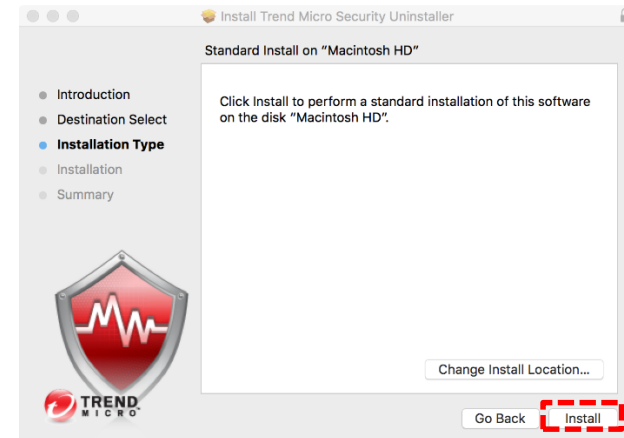 Install Trend Micro Security Uninstaller
Standard Install on “Macintosh HD”
Introduction
Destination Select
Installation Type
Installation
Summary
Click Install to perform a standard installation of this software
on the disk “Macintosh HD”.
Change Install Location...
TREND
MICRO
Go Back
Install